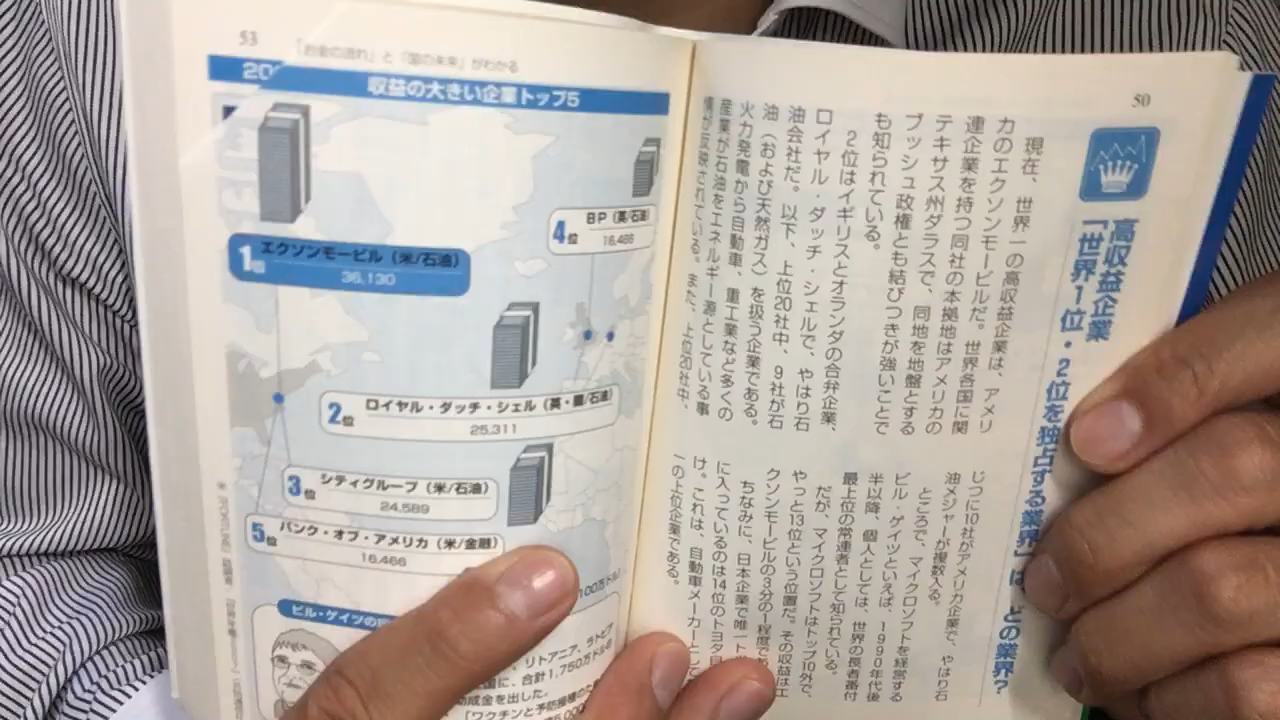 50
高収益企業
「世界1位・2位を独占する業界」は、どの業界?
現在、世界一の高収益企業は、アメリ
カのエクソンモービルだ。世界各国に関
連企業を持つ同社の本拠地はアメリカの
テキサス州ダラスで、同地を地盤とする
ブッシュ政権とも結びつきが強いことで
も知られている。
2位はイギリスとオランダの合弁企業、
ロイヤル・ダッチ・シェルで、やはり石
油会社だ。以下、上位20社中、9社が石
油(および天然ガス)を扱う企業である。
火力発電から自動車、重工業など多くの
産業が石油をエネルギー源としている事
情が反映されている。また、上位20社中、
じつに10社がアメリカ企業で、やはり石
油メジャーが複数入る。
ところで、マイクロソフトを経営する
ビル・ゲイツといえば、1990年代後
半以降、個人としては、世界の長者番付
最上位の常連者として知られている。
だが、マイクロソフトはトップ10外で、
やっと13位という位置だ。その収益はエ
クソンモービルの3分の1程度で
ちなみに、日本企業で唯一ト
に入っているのは14位のトヨタ自
け。これは、自動車メーカーとして
一の上位企業である。
53
「お金の流れ」と「国の未来」がわかる
20
収益の大きい企業トップ5
1位
エクソンモービル(米/石油)
36,130
4位
BP(英/石油)
16,466
2位
ロイヤル・ダッチ・シェル(英・蘭/石油)
25,311
3位
シティグループ(米/石油)
24,589
5位
バンク・オブ・アメリカ(米/金融)
16,466
100万ドル
ビル・ゲイツの
・リトアニア、ラトビア
国に、合計1,750万ドルの
助成金を出した。
「ワクチンと予防接種のた